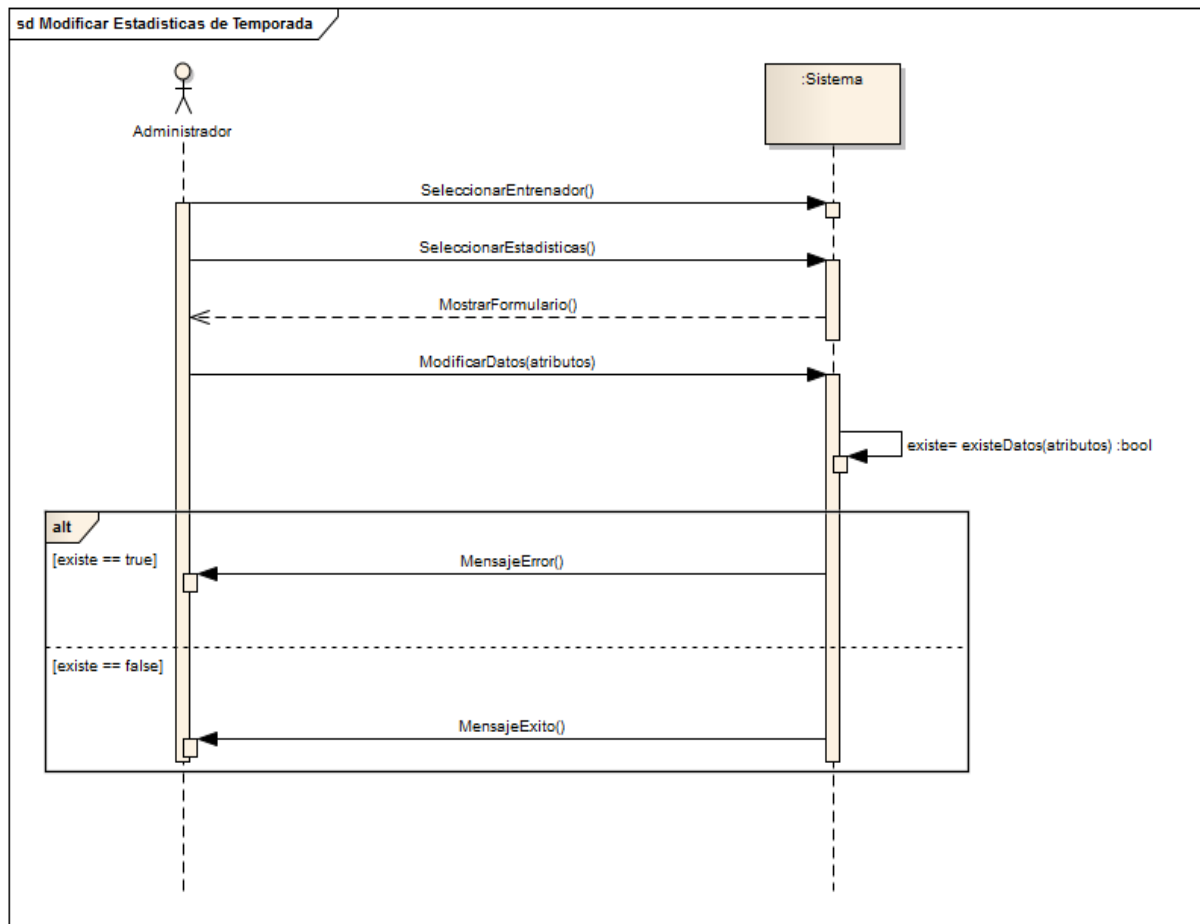 sd Modificar Estadisticas de Temporada
:Sistema
Administrador
SeleccionarEntrenador()
SeleccionarEstadisticas()
MostrarFormulario()
ModificarDatos(atributos)
existe= existeDatos(atributos) :bool
alt
[existe == true]
MensajeError()
[existe == false]
MensajeExito()